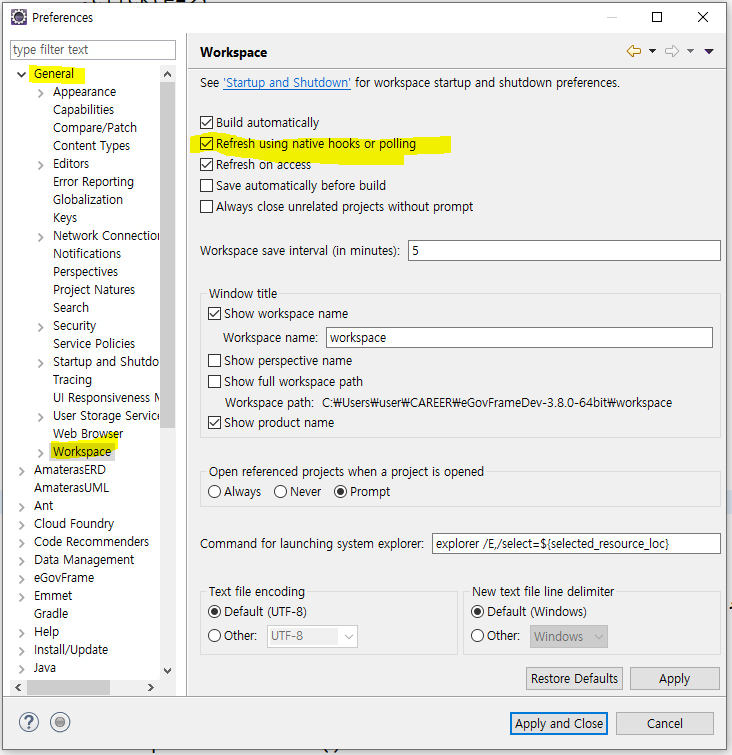 Preferences
type filter text
General
Appearance
Capabilities
Compare/Patch
Content Types
Editors
Error Reporting
Globalization
Keys
Network Connection
Notifications
Perspectives
Project Natures
Search
Security
Service Policies
Startup and Shutdo
Tracing
UI Responsiveness M
User Storage Service
Web Browser
Workspace
AmaterasERD
AmaterasUML
Ant
Cloud Foundry
Code Recommenders
Data Management
eGovFrame
Emmet
Gradle
Help
Install/Update
Java
Workspace
See 'Startup and Shutdown' for workspace startup and shutdown preferences.
Build automatically
Refresh using native hooks or polling
Refresh on access
Save automatically before build
Always close unrelated projects without prompt
Workspace save interval (in minutes): 5
Window title
Show workspace name
Workspace name: workspace
Show perspective name
Show full workspace path
Workspace path: C:₩Users₩user₩CAREER₩eGovFrameDev-3.8.0-64bit₩workspace
Show product name
Open referenced projects when a project is opened
Always Never Prompt
Command for launching system explorer: explorer /E,/select=${selected_resource_loc}
Text file encoding
Default (UTF-8)
Other: UTF-8
New text file line delimiter
Default (Windows)
Other: Windows
Restore Defaults Apply
Apply and Close Cancel